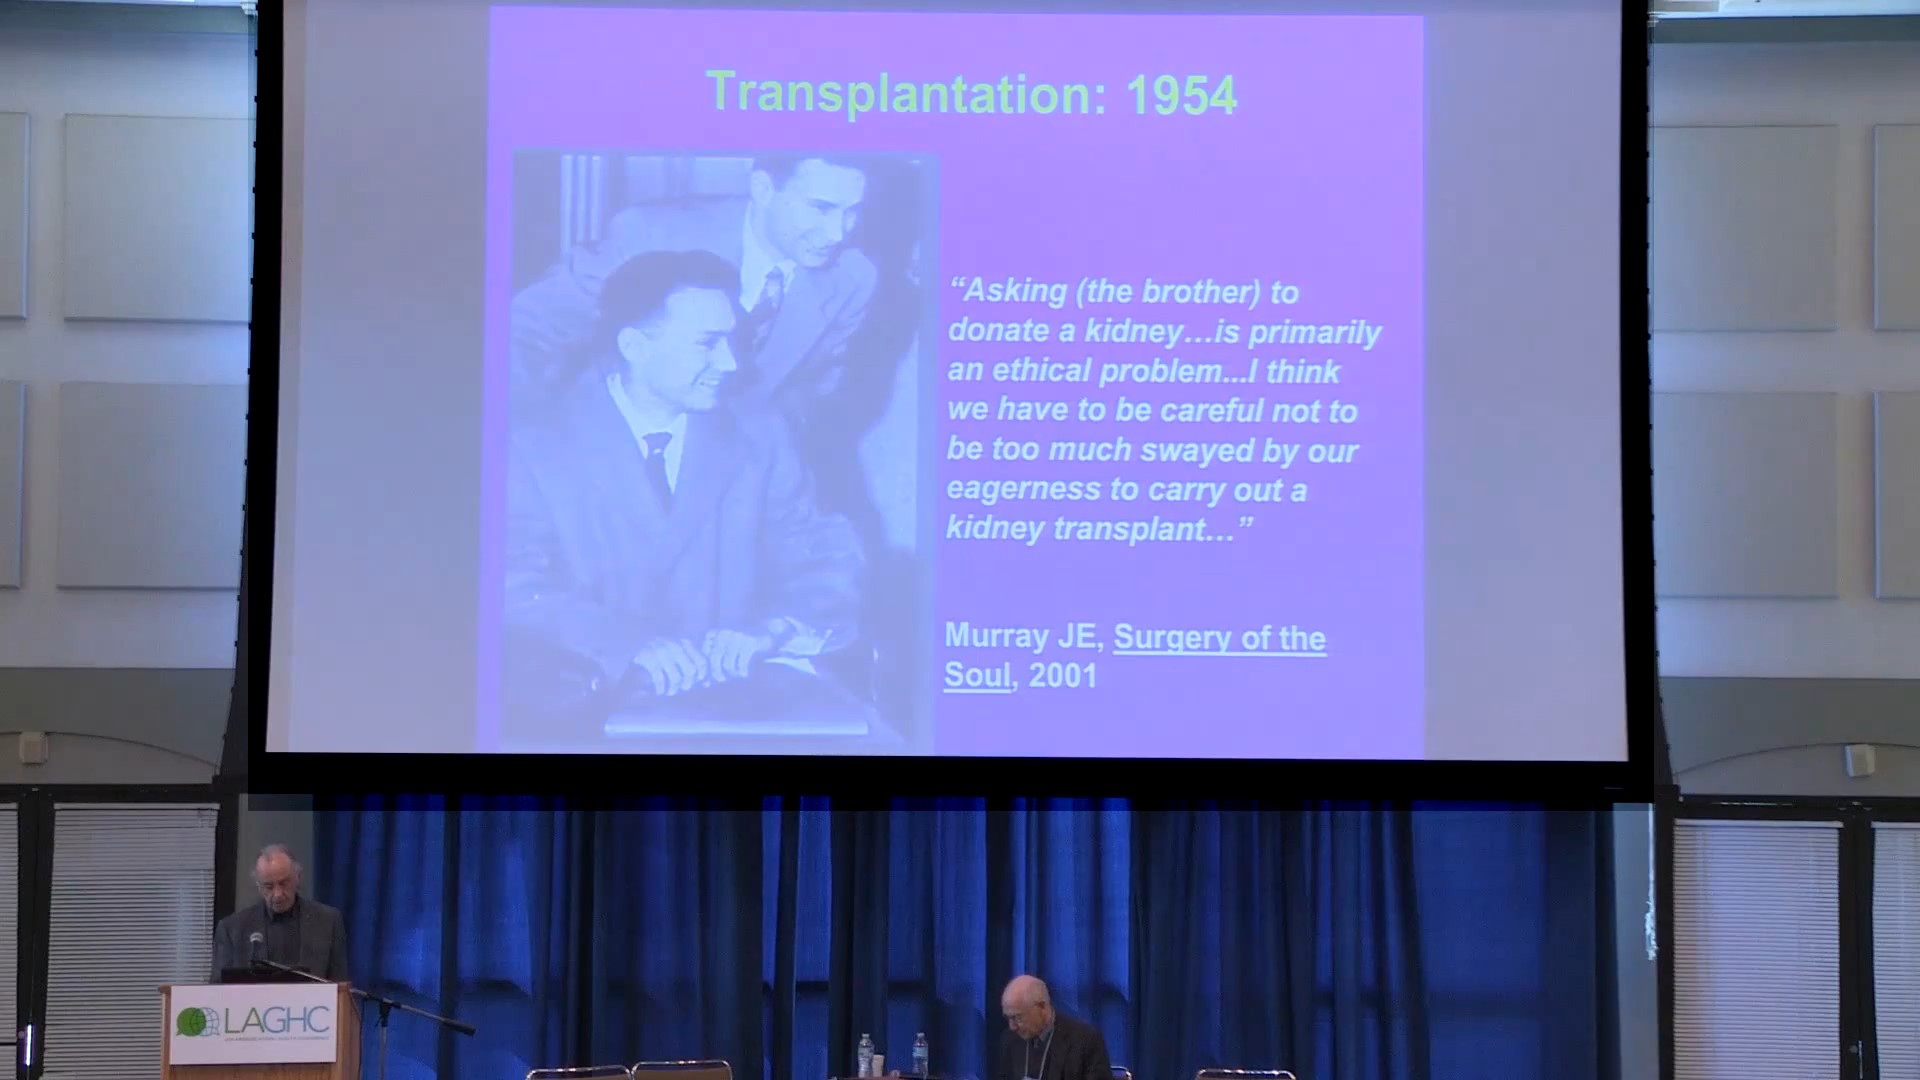 Transplantation: 1954
“Asking (the brother) to
donate a kidney…is primarily
an ethical problem...I think
we have to be careful not to
be too much swayed by our
eagerness to carry out a
kidney transplant…”
Murray JE, Surgery of the
Soul, 2001
LAGHC